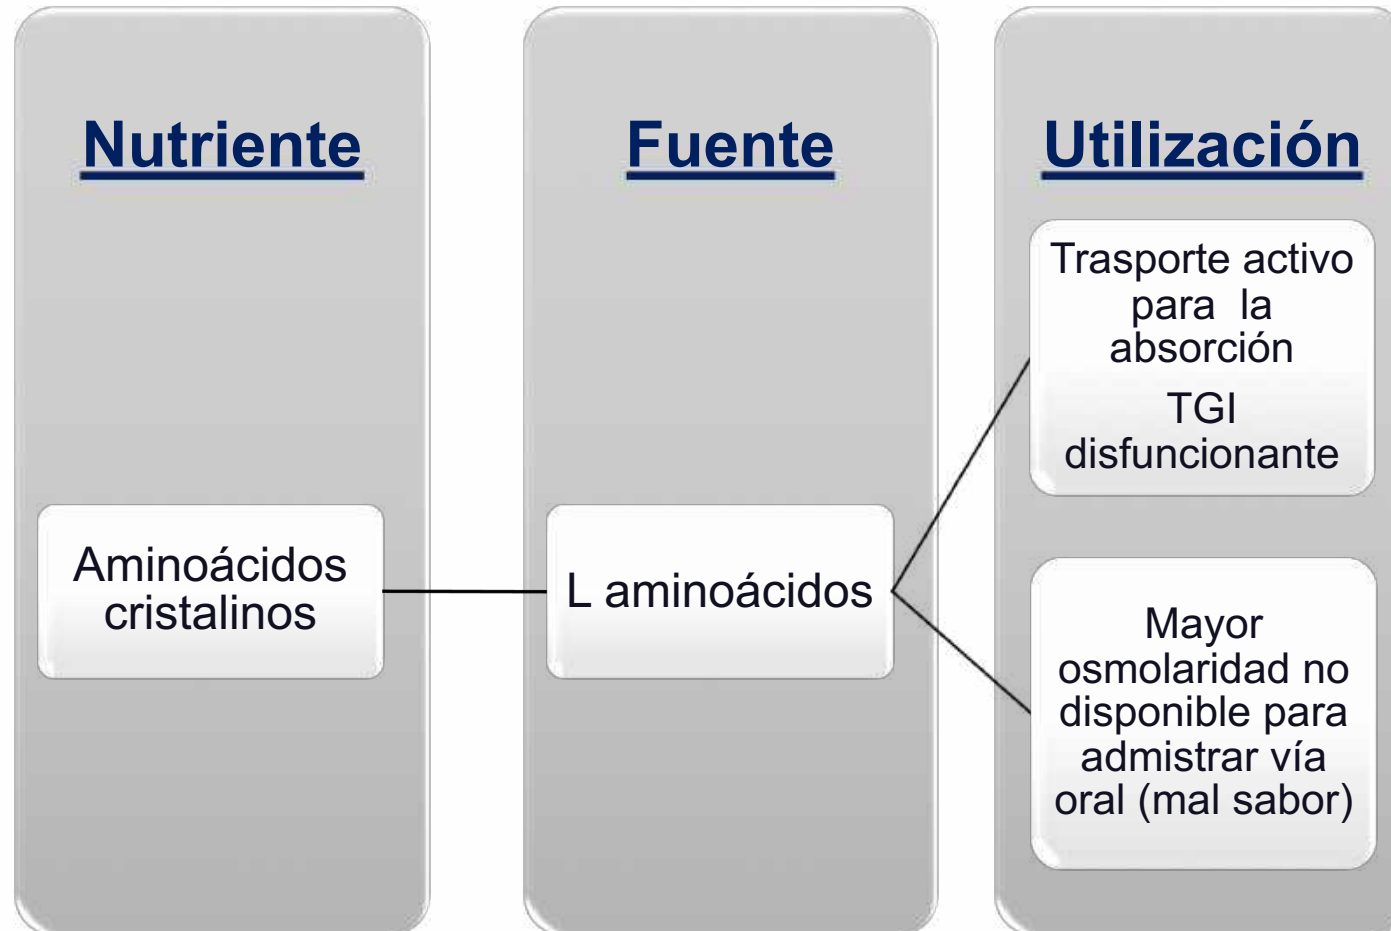 Nutriente
Fuente
Utilización
Aminoácidos
cristalinos
L aminoácidos
Trasporte activo
para la
absorción
TGI
disfuncionante
Mayor
osmolaridad no
disponible para
admistrar vía
oral (mal sabor)